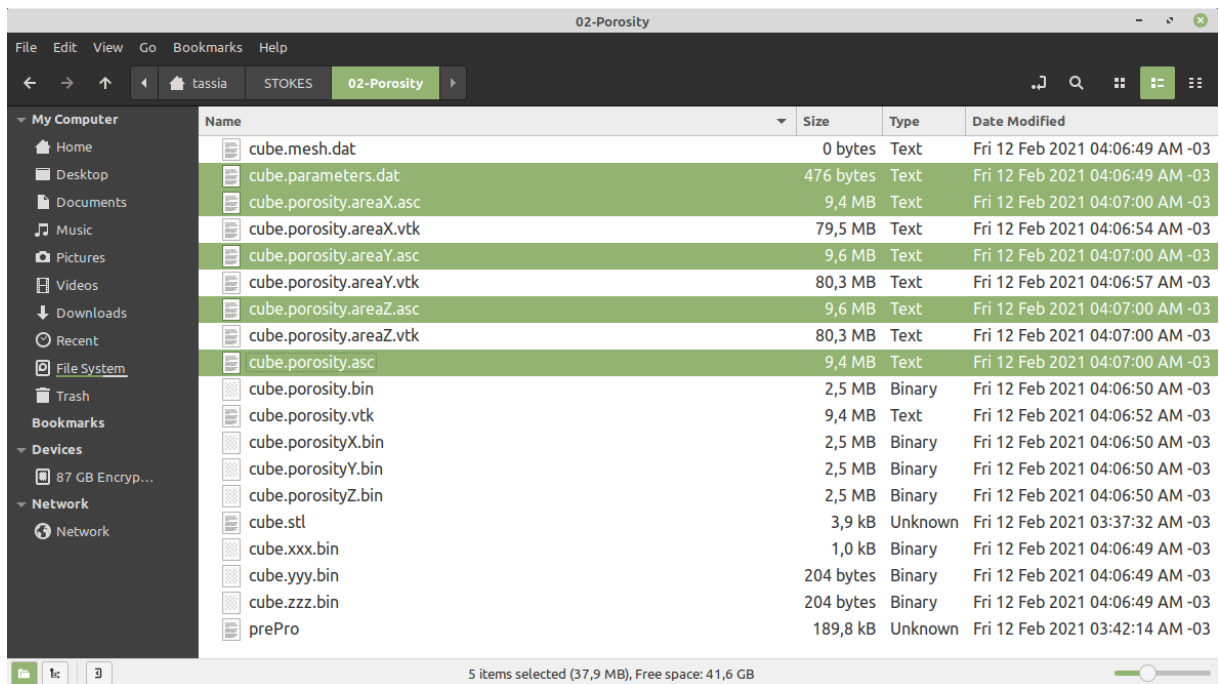 02-Porosity
File Edit View Go Bookmarks Help
tassia STOKES 02-Porosity
My Computer
Home
Desktop
Documents
Music
Pictures
Videos
Downloads
Recent
File System
Trash
Bookmarks
Devices
87 GB Encryp...
Network
Network
Name Size Type Date Modified
cube.mesh.dat 0 bytes Text Fri 12 Feb 2021 04:06:49 AM -03
cube.parameters.dat 476 bytes Text Fri 12 Feb 2021 04:06:49 AM -03
cube.porosity.areaX.asc 9,4 MB Text Fri 12 Feb 2021 04:07:00 AM -03
cube.porosity.areaX.vtk 79,5 MB Text Fri 12 Feb 2021 04:06:54 AM -03
cube.porosity.areaY.asc 9,6 MB Text Fri 12 Feb 2021 04:07:00 AM -03
cube.porosity.areaY.vtk 80,3 MB Text Fri 12 Feb 2021 04:06:57 AM -03
cube.porosity.areaZ.asc 9,6 MB Text Fri 12 Feb 2021 04:07:00 AM -03
cube.porosity.areaZ.vtk 80,3 MB Text Fri 12 Feb 2021 04:07:00 AM -03
cube.porosity.asc 9,4 MB Text Fri 12 Feb 2021 04:07:00 AM -03
cube.porosity.bin 2,5 MB Binary Fri 12 Feb 2021 04:06:50 AM -03
cube.porosity.vtk 9,4 MB Text Fri 12 Feb 2021 04:06:52 AM -03
cube.porosityX.bin 2,5 MB Binary Fri 12 Feb 2021 04:06:50 AM -03
cube.porosityY.bin 2,5 MB Binary Fri 12 Feb 2021 04:06:50 AM -03
cube.porosityZ.bin 2,5 MB Binary Fri 12 Feb 2021 04:06:50 AM -03
cube.stl 3,9 kB Unknown Fri 12 Feb 2021 03:37:32 AM -03
cube.xxx.bin 1,0 kB Binary Fri 12 Feb 2021 04:06:49 AM -03
cube.yyy.bin 204 bytes Binary Fri 12 Feb 2021 04:06:49 AM -03
cube.zzz.bin 204 bytes Binary Fri 12 Feb 2021 04:06:49 AM -03
prePro 189,8 kB Unknown Fri 12 Feb 2021 03:42:14 AM -03
5 items selected (37,9 MB), Free space: 41,6 GB